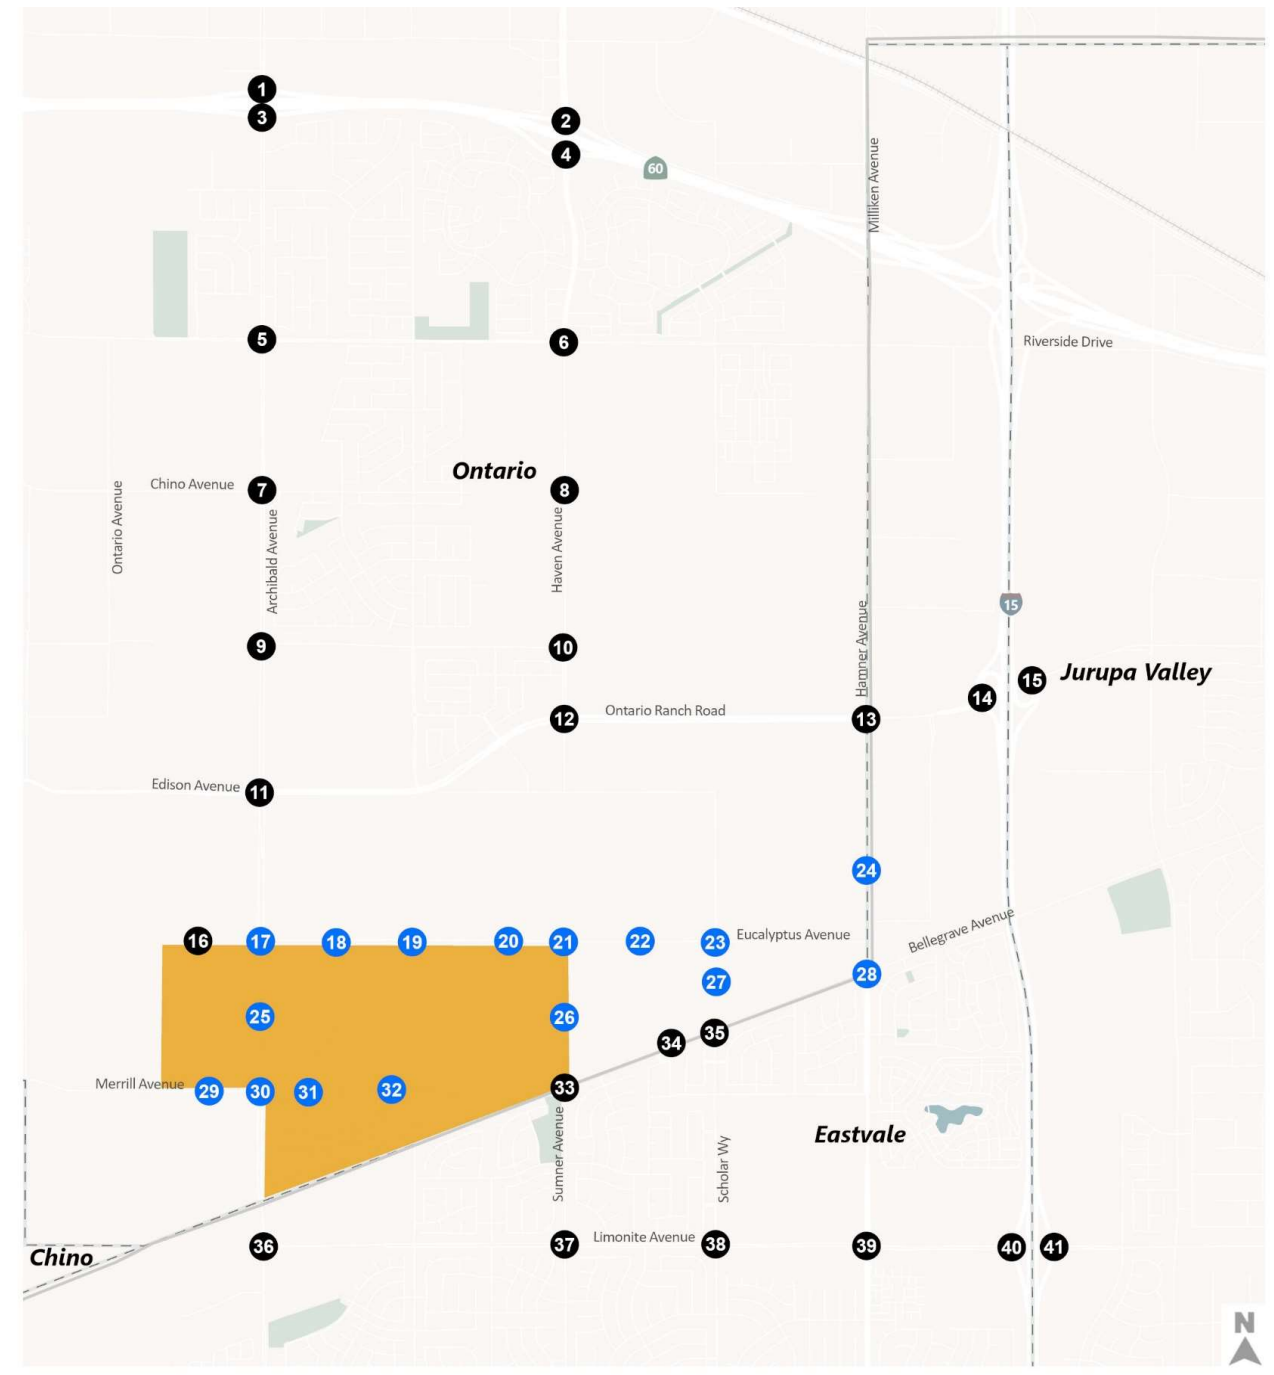 1
3
2
4
60
Milliken Avenue
5
6
Riverside Drive
Ontario
Chino Avenue
7
8
Ontario Avenue
Archibald Avenue
Haven Avenue
15
Hamner Avenue
9
10
14
15
Jurupa Valley
12
Ontario Ranch Road
13
Edison Avenue
11
24
Bellegrave Avenue
16
17
18
19
20
21
22
23
Eucalyptus Avenue
28
27
25
26
34
35
Merrill Avenue
29
30
31
32
33
Sumner Avenue
Scholar Wy
Eastvale
Chino
36
37
Limonite Avenue
38
39
40
41
N